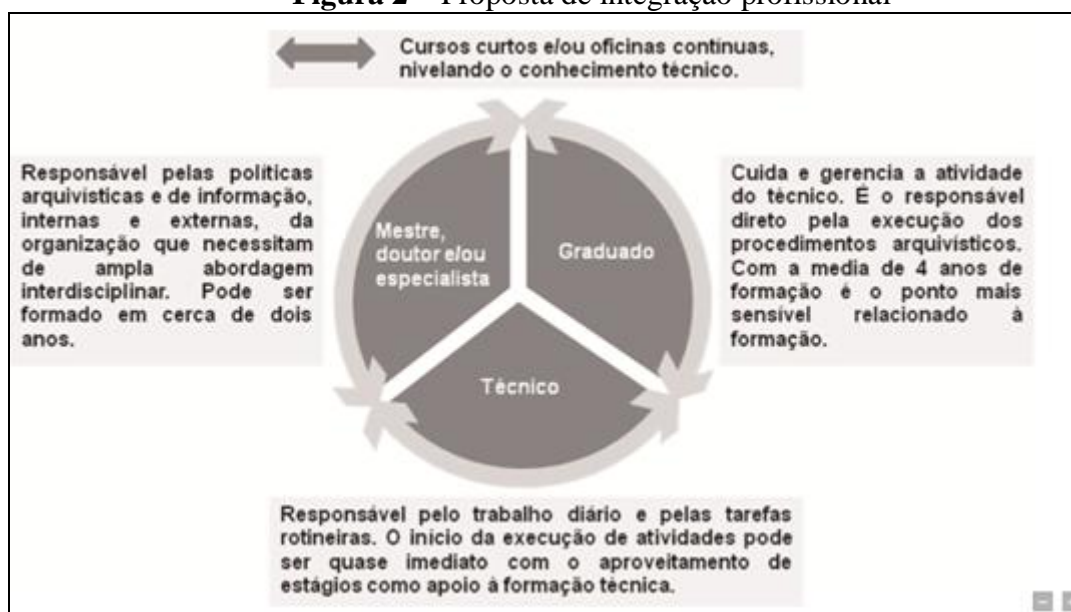 Figura 2 – Proposta de integração profissional
Cursos curtos e/ou oficinas contínuas,
nivelando o conhecimento técnico.
Responsável pelas políticas
arquivísticas e de informação,
internas e externas, da
organização que necessitam
de ampla abordagem
interdisciplinar. Pode ser
formado em cerca de dois
anos.
Mestre,
doutor e/ou
especialista
Graduado
Cuida e gerencia a atividade
do técnico. É o responsável
direto pela execução dos
procedimentos arquivísticos.
Com a media de 4 anos de
formação é o ponto mais
sensível relacionado à
formação.
Técnico
Responsável pelo trabalho diário e pelas tarefas
rotineiras. O início da execução de atividades pode
ser quase imediato com o aproveitamento de
estágios como apoio à formação técnica.